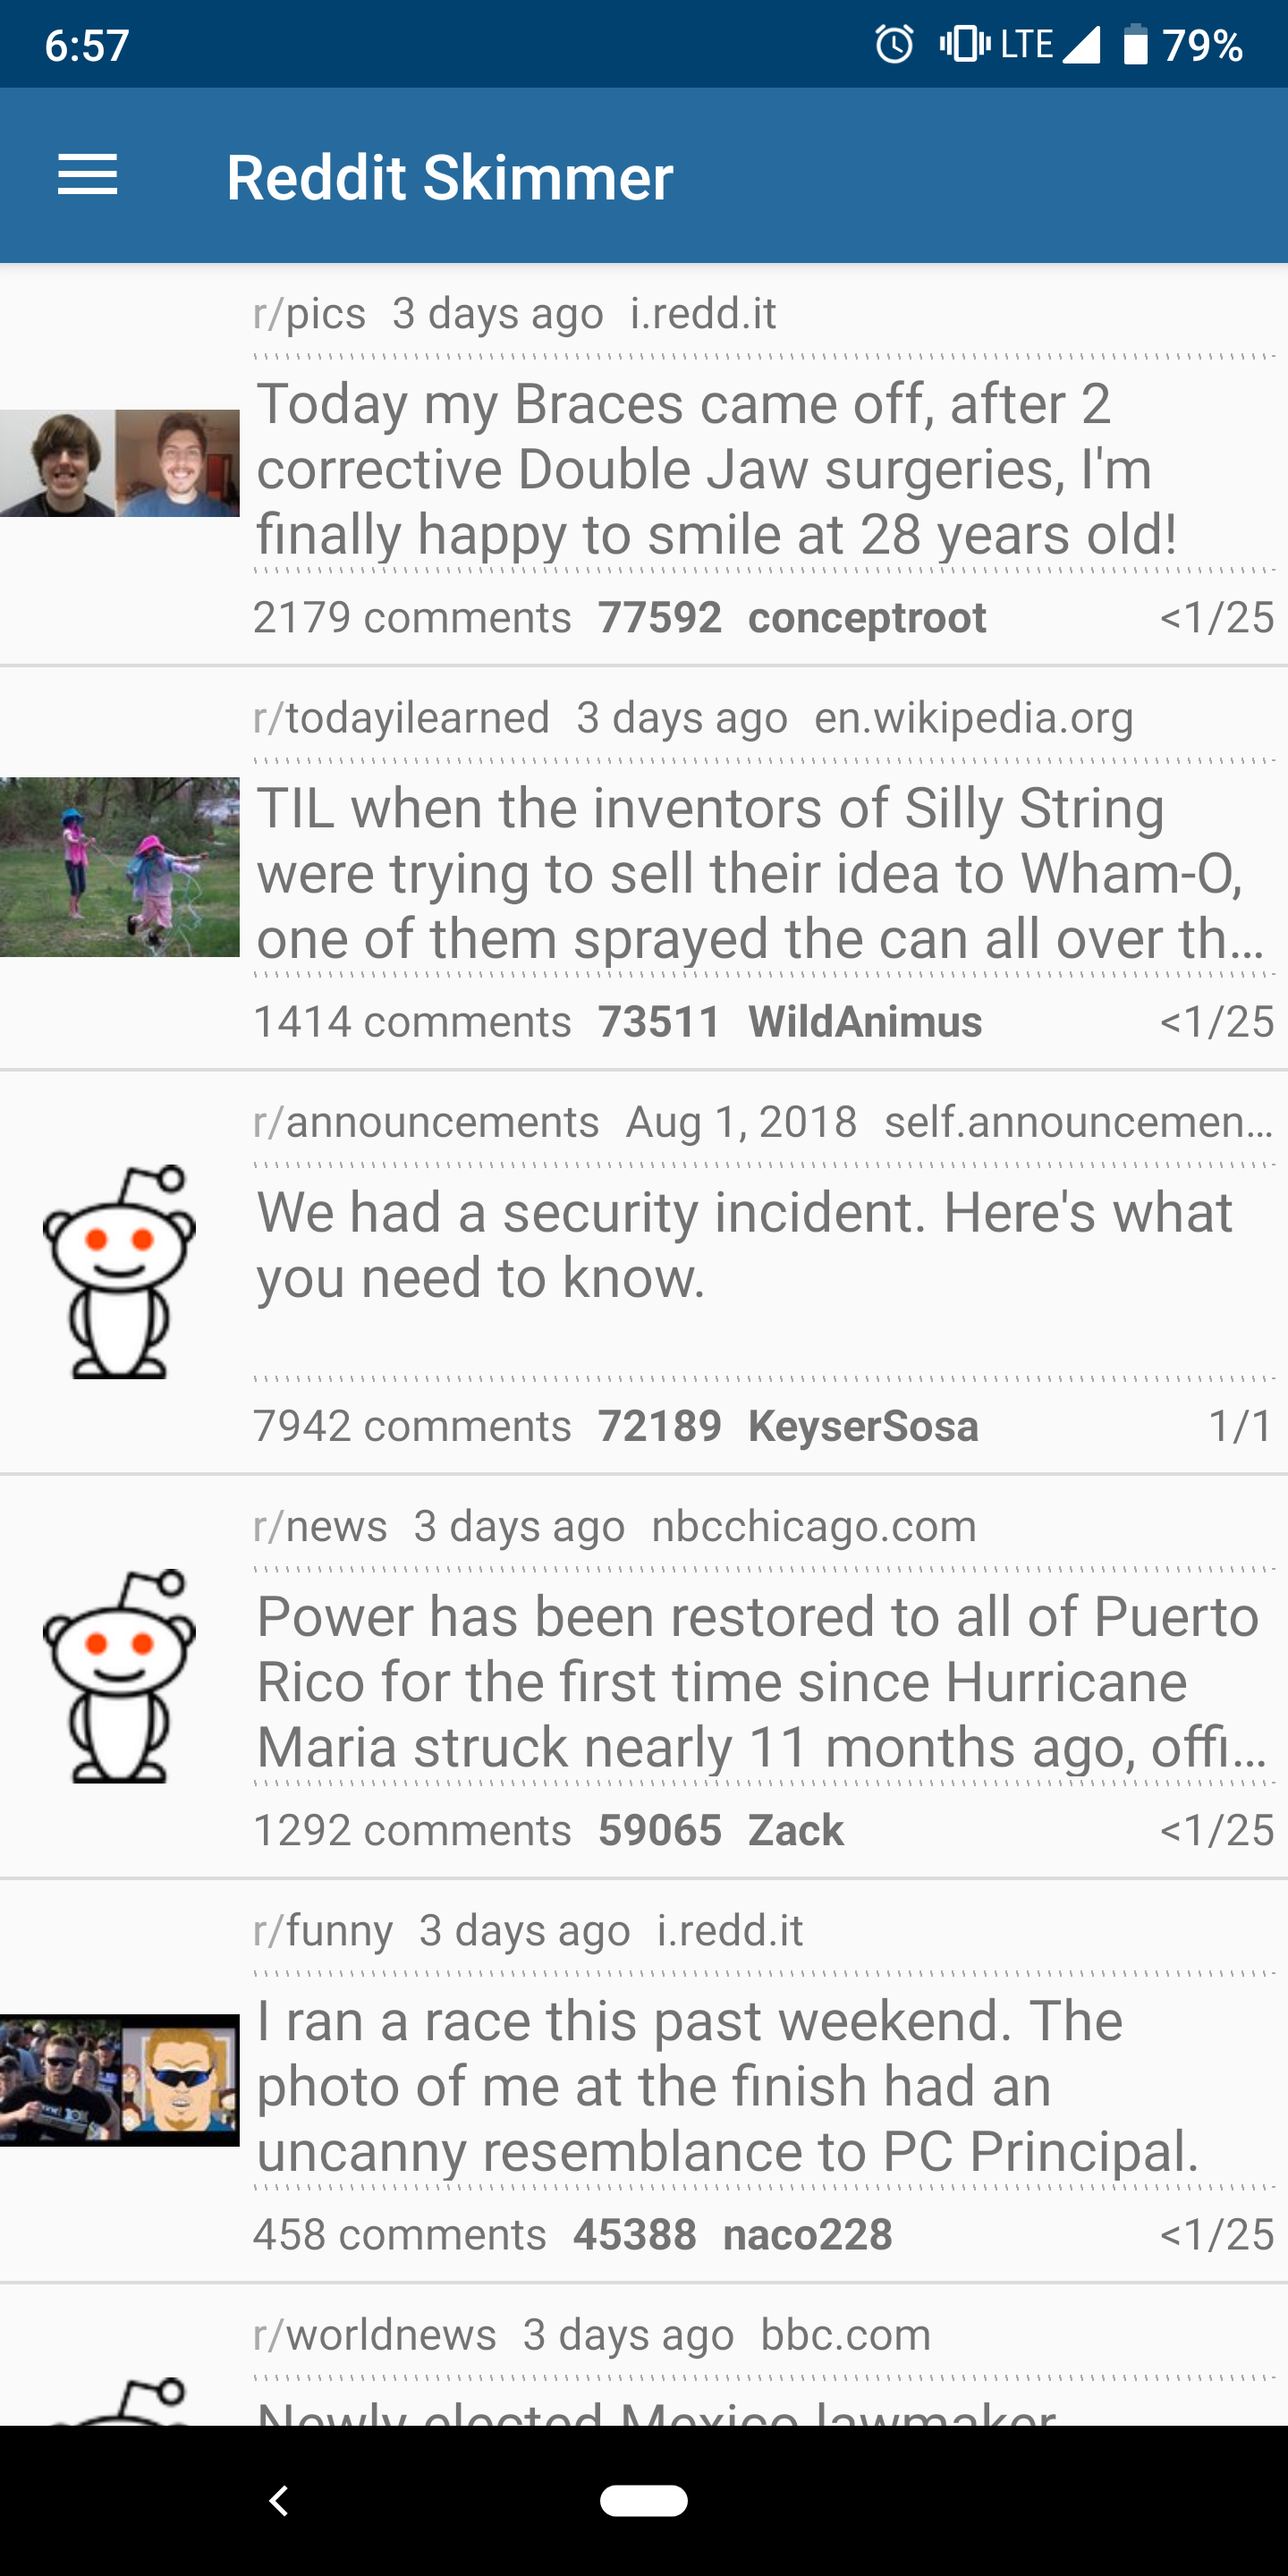 6:57 LTE 79%
Reddit Skimmer
r/pics 3 days ago i.redd.it
Today my Braces came off, after 2
corrective Double Jaw surgeries, I'm
finally happy to smile at 28 years old!
2179 comments 77592 conceptroot <1/25
r/todayilearned 3 days ago en.wikipedia.org
TIL when the inventors of Silly String
were trying to sell their idea to Wham-O,
one of them sprayed the can all over th…
1414 comments 73511 WildAnimus <1/25
r/announcements Aug 1, 2018 self.announcemen…
We had a security incident. Here's what
you need to know.
7942 comments 72189 KeyserSosa 1/1
r/news 3 days ago nbcchicago.com
Power has been restored to all of Puerto
Rico for the first time since Hurricane
Maria struck nearly 11 months ago, offi…
1292 comments 59065 Zack <1/25
r/funny 3 days ago i.redd.it
I ran a race this past weekend. The
photo of me at the finish had an
uncanny resemblance to PC Principal.
458 comments 45388 naco228 <1/25
r/worldnews 3 days ago bbc.com
Newly elected Mexico lawmaker